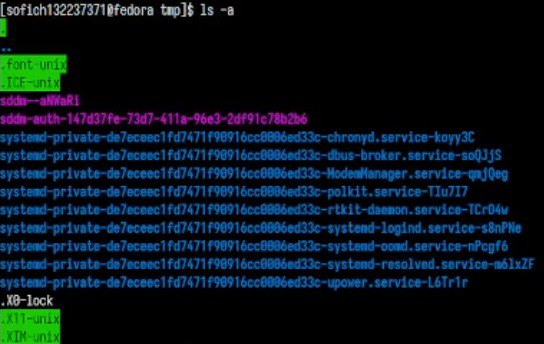 [sofich132237371@fedora tmp]$ ls -a
.
..
.font-unix
.ICE-unix
sddm--aNWaRi
sddm-auth-147d37fe-73d7-411a-96e3-2df91c78b2b6
systemd-private-de7eceec1fd7471f90916cc0006ed33c-chronyd.service-koyy3C
systemd-private-de7eceec1fd7471f90916cc0006ed33c-dbus-broker.service-soQJjS
systemd-private-de7eceec1fd7471f90916cc0006ed33c-ModemManager.service-qmjQeg
systemd-private-de7eceec1fd7471f90916cc0006ed33c-polkit.service-TIu7I7
systemd-private-de7eceec1fd7471f90916cc0006ed33c-rtkit-daemon.service-TCrO4w
systemd-private-de7eceec1fd7471f90916cc0006ed33c-systemd-logind.service-s8nPNe
systemd-private-de7eceec1fd7471f90916cc0006ed33c-systemd-oomd.service-nPcgf6
systemd-private-de7eceec1fd7471f90916cc0006ed33c-systemd-resolved.service-m6lxZF
systemd-private-de7eceec1fd7471f90916cc0006ed33c-upower.service-L6Tr1r
.X0-lock
.X11-unix
.XIM-unix